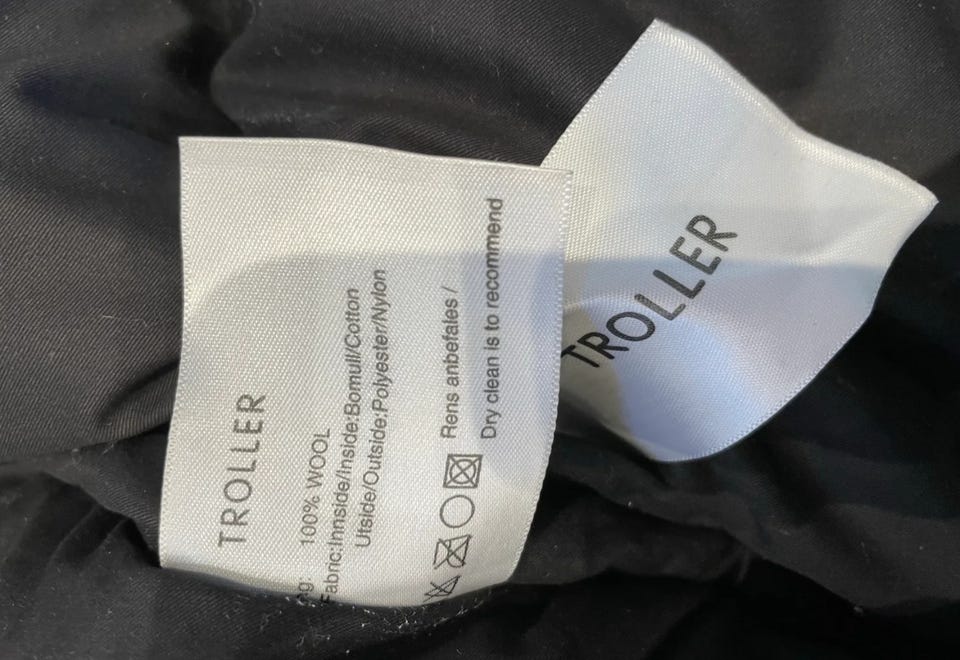 TROLLER
100% WOOL
Fabric:Innside/Inside:Bomull/Cotton
Utside/Outside:Polyester/Nylon
Rens anbefales /
Dry clean is to recommend
TROLLER